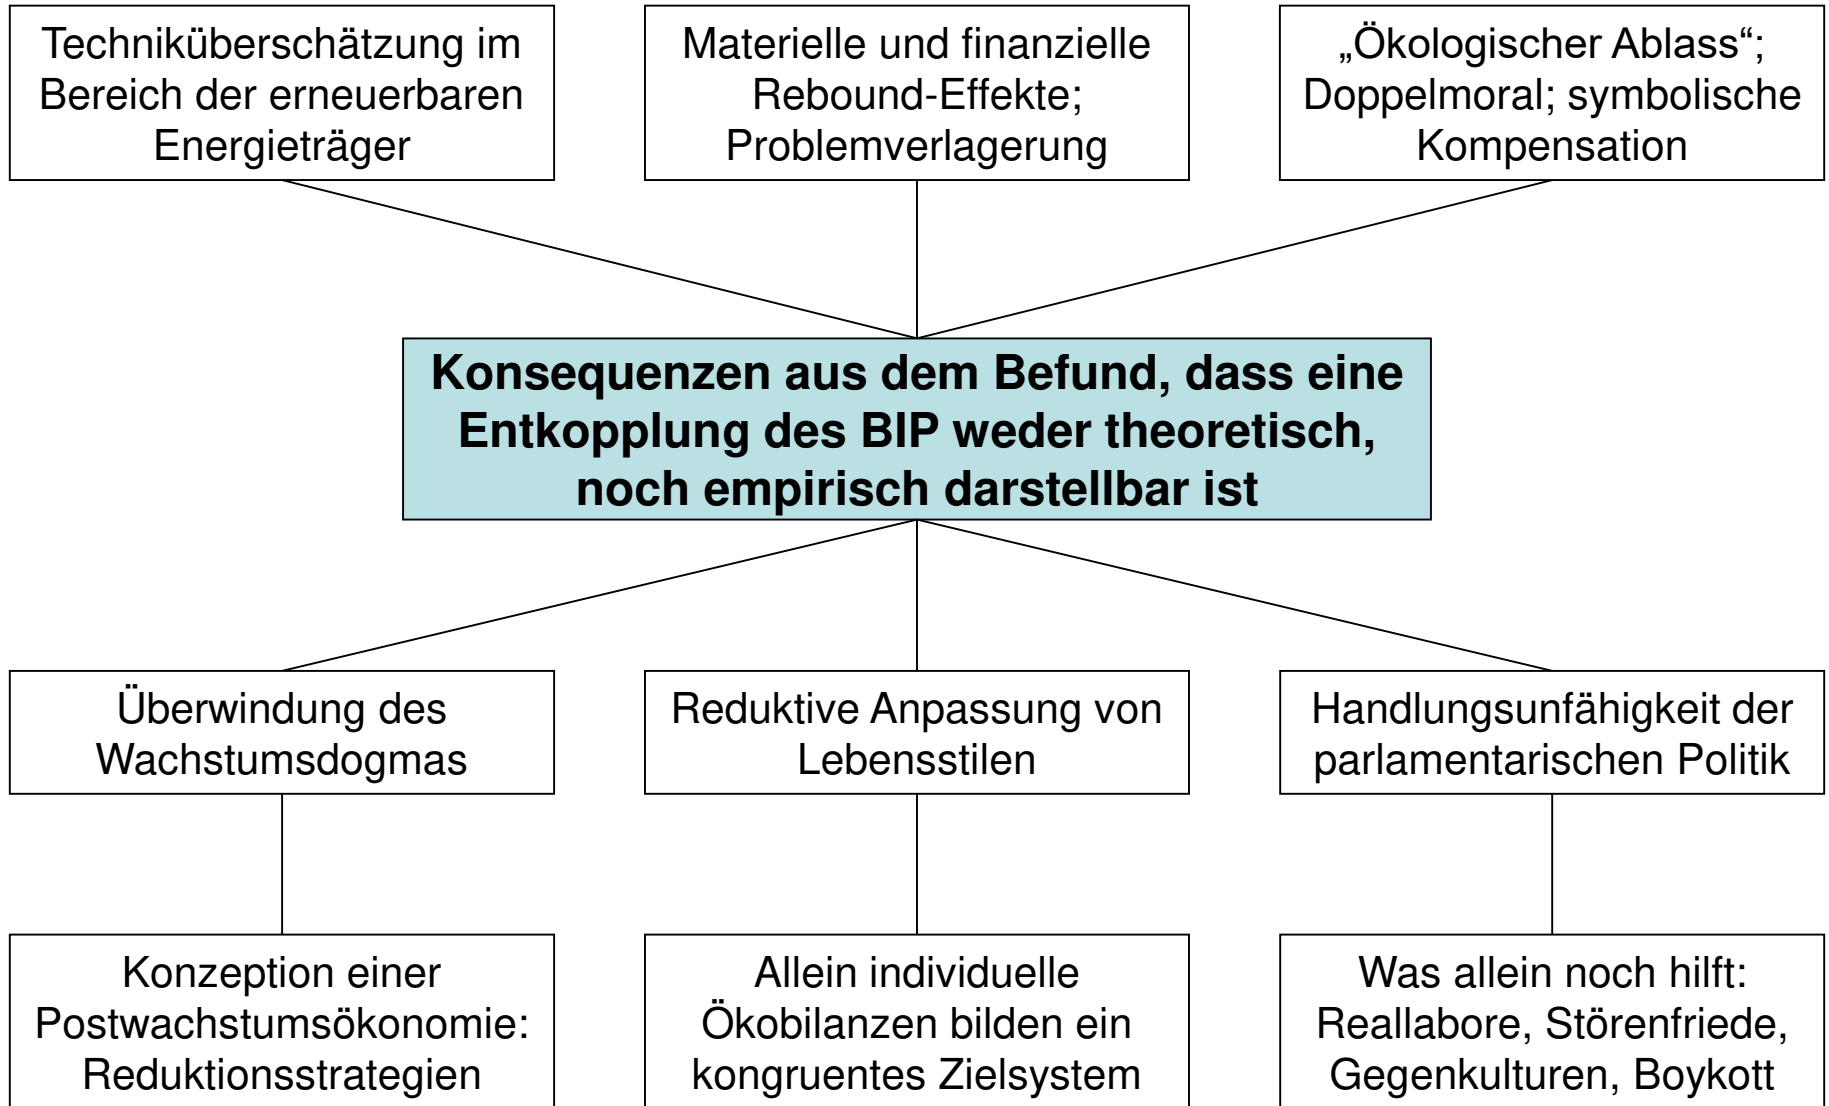 Techniküberschätzung im
Bereich der erneuerbaren
Energieträger
Materielle und finanzielle
Rebound-Effekte;
Problemverlagerung
„Ökologischer Ablass“;
Doppelmoral; symbolische
Kompensation
Konsequenzen aus dem Befund, dass eine
Entkopplung des BIP weder theoretisch,
noch empirisch darstellbar ist
Überwindung des
Wachstumsdogmas
Reduktive Anpassung von
Lebensstilen
Handlungsunfähigkeit der
parlamentarischen Politik
Konzeption einer
Postwachstumsökonomie:
Reduktionsstrategien
Allein individuelle
Ökobilanzen bilden ein
kongruentes Zielsystem
Was allein noch hilft:
Reallabore, Störenfriede,
Gegenkulturen, Boykott